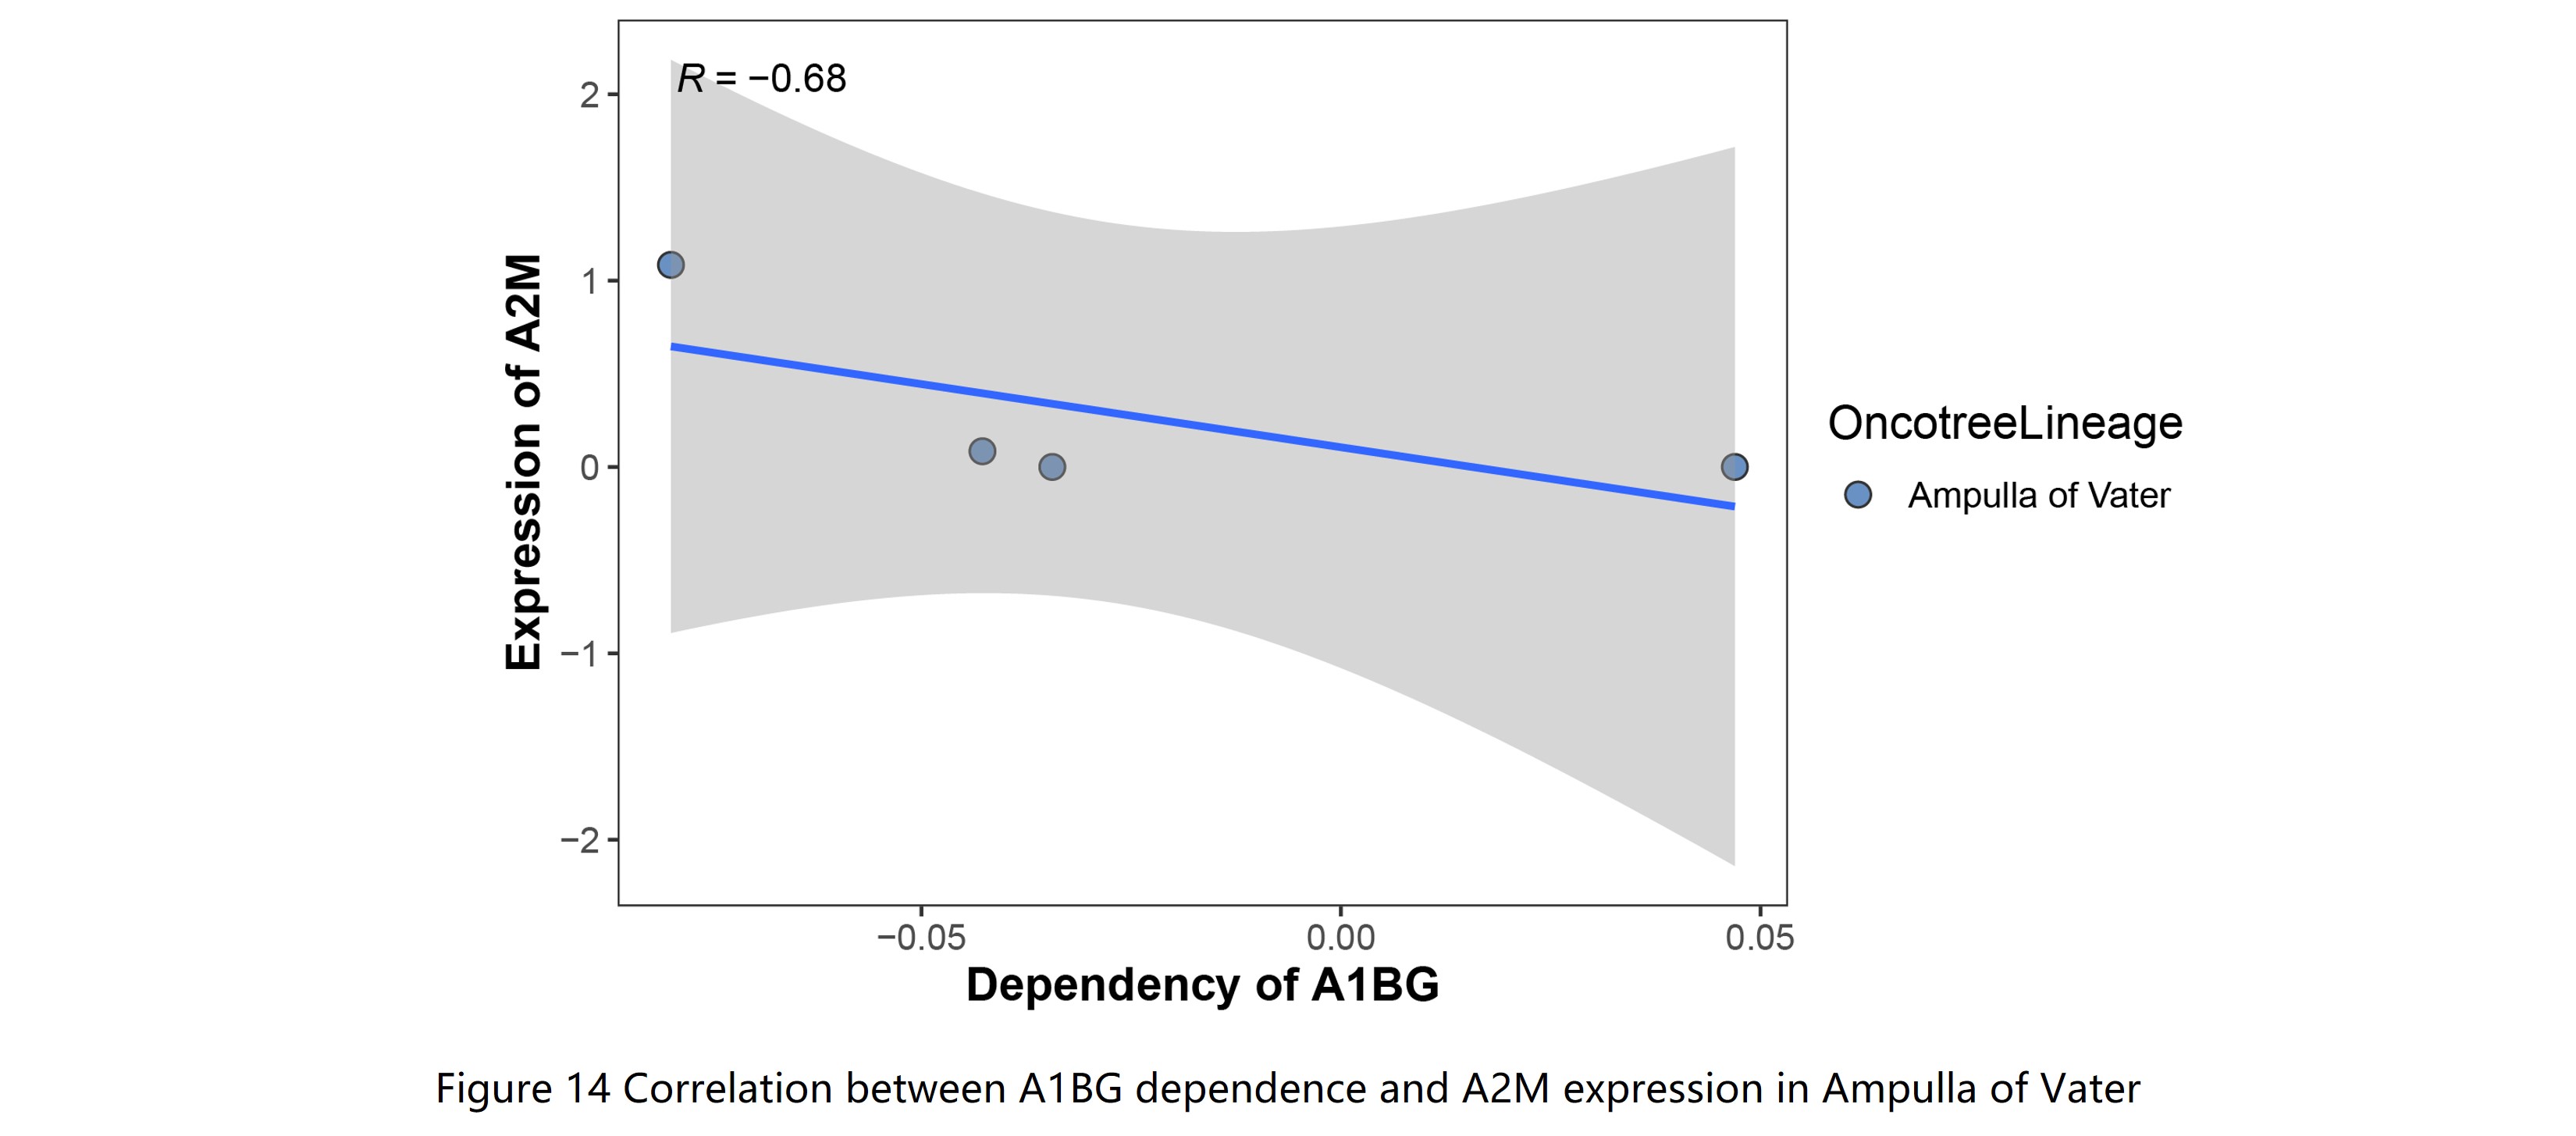 R = −0.68
2
1
0
−1
−2
Expression of A2M
−0.05
0.00
0.05
Dependency of A1BG
OncotreeLineage
Ampulla of Vater
Figure 14 Correlation between A1BG dependence and A2M expression in Ampulla of Vater